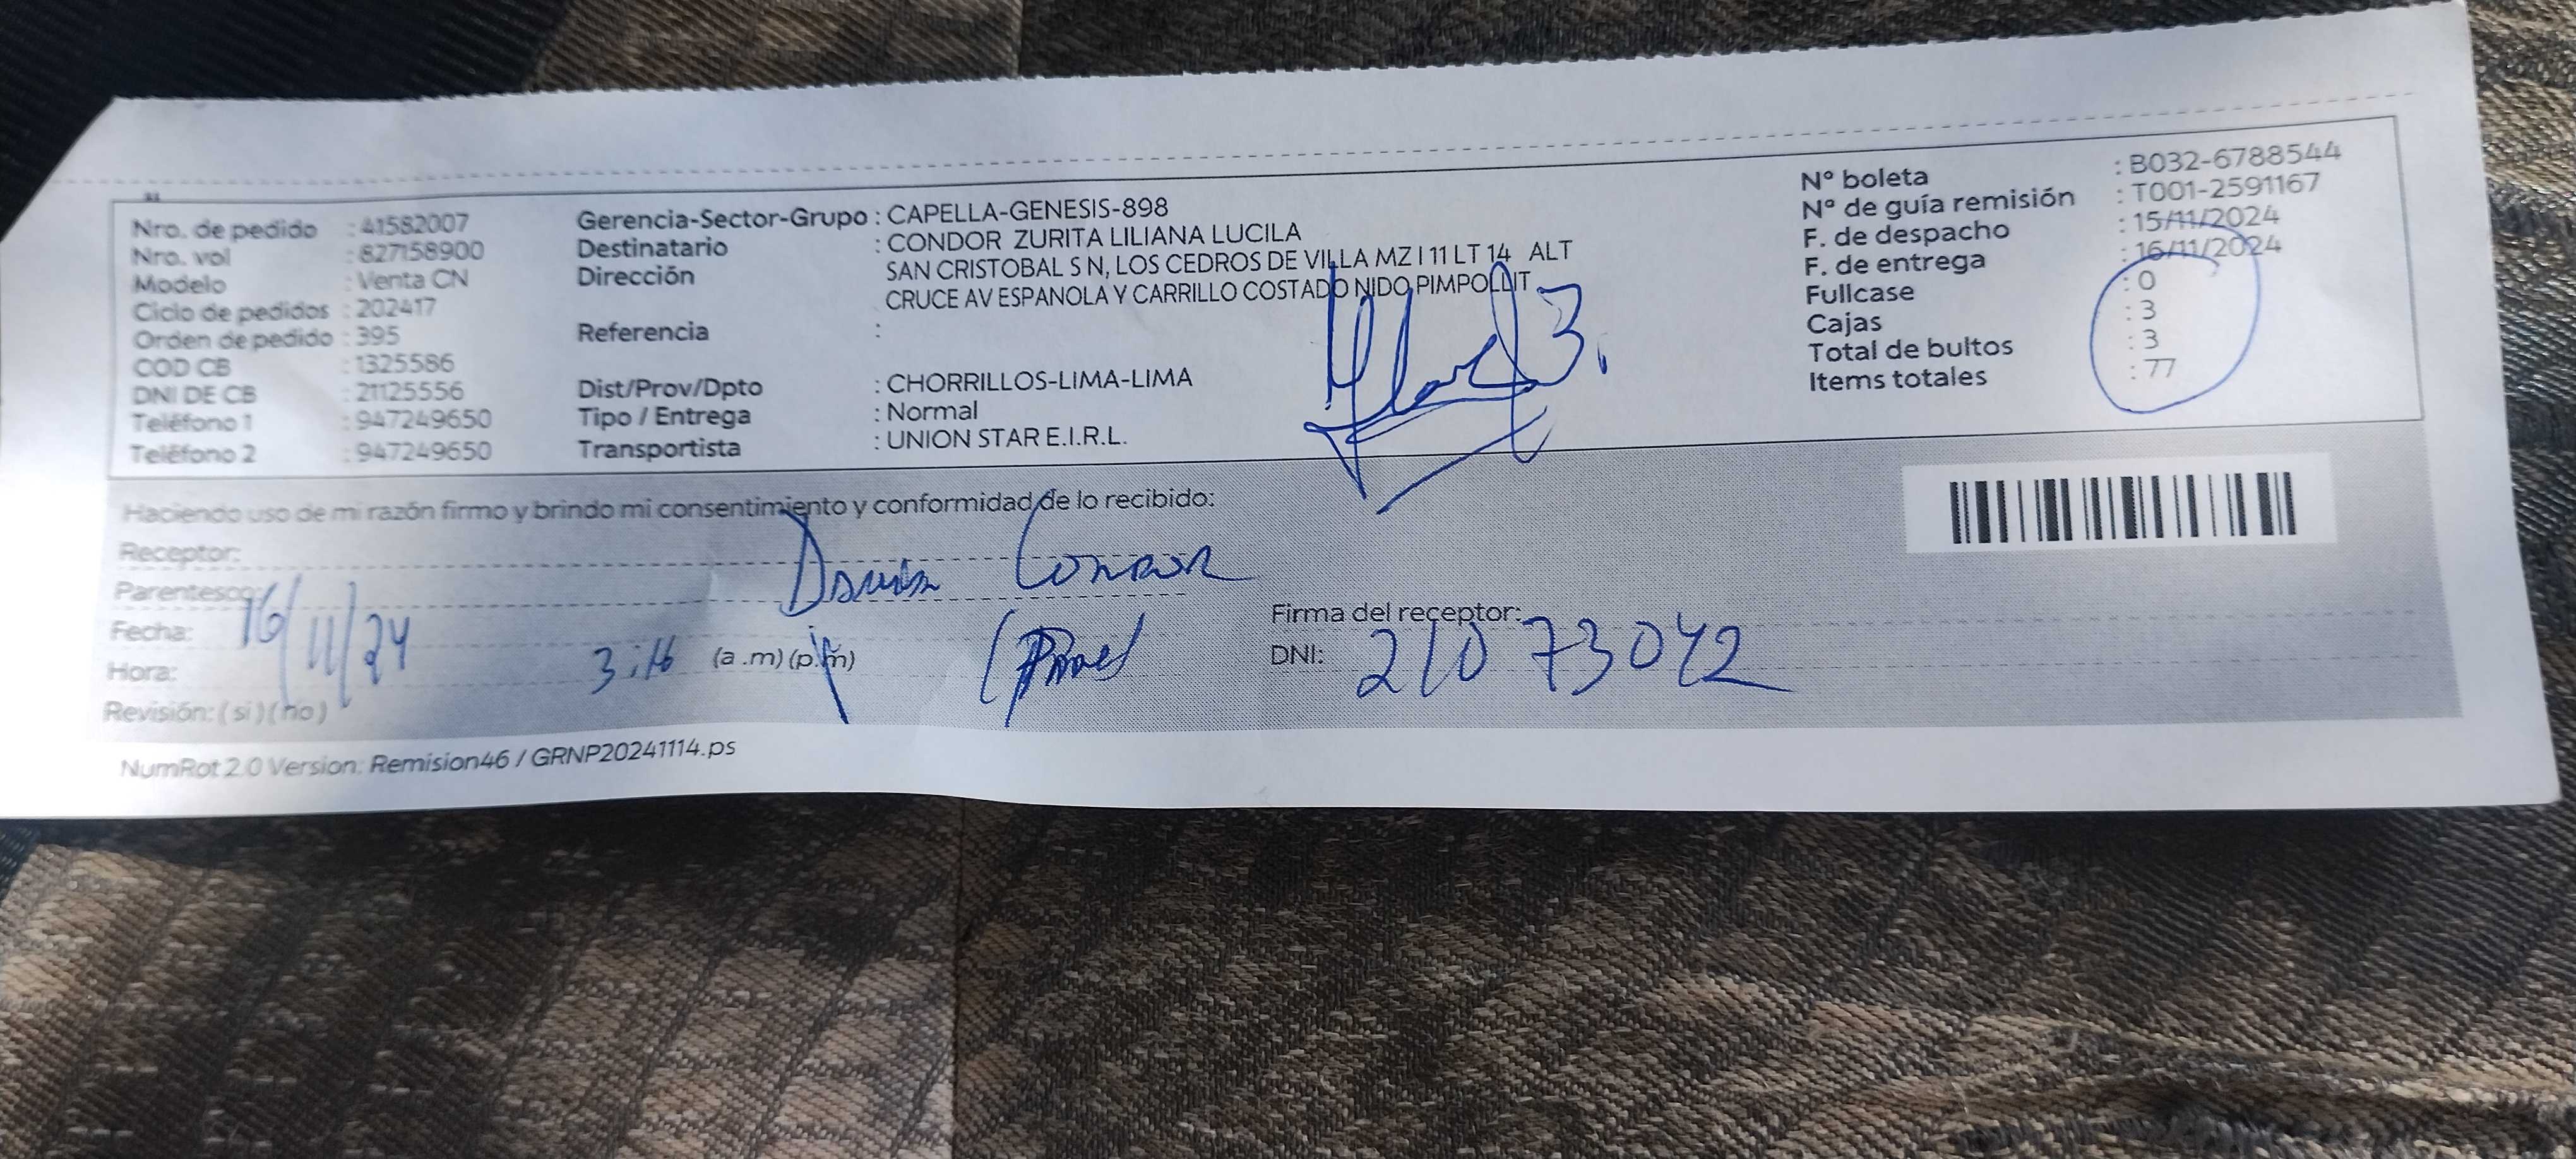 Nro. de pedido : 41582007
Nro. vol : 827158900
Modelo : Venta CN
Ciclo de pedidos : 202417
Orden de pedido : 395
COD CB : 1325586
DNI DE CB : 21125556
Teléfono 1 : 947249650
Teléfono 2 : 947249650
Gerencia-Sector-Grupo : CAPELLA-GENESIS-898
Destinatario : CONDOR ZURITA LILIANA LUCILA
Dirección SAN CRISTOBAL S N, LOS CEDROS DE VILLA MZ I 11 LT 14 ALT
CRUCE AV ESPANOLA Y CARRILLO COSTADO NIDO PIMPOLLIT
Referencia :
Dist/Prov/Dpto : CHORRILLOS-LIMA-LIMA
Tipo / Entrega : Normal
Transportista : UNION STAR E.I.R.L.
N° boleta : B032-6788544
N° de guía remisión : T001-2591167
F. de despacho : 15/11/2024
F. de entrega : 16/11/2024
Fullcase : 0
Cajas : 3
Total de bultos : 3
Items totales : 77
Haciendo uso de mi razón firmo y brindo mi consentimiento y conformidad de lo recibido:
Receptor: Condor
Parentesco:
Fecha: 16/11/24
Hora: 3:16 (a.m) (p.m)
Revisión: ( si ) ( no )
Firma del receptor:
DNI: 21073042
NumRot 2.0 Version: Remision46 / GRNP20241114.ps